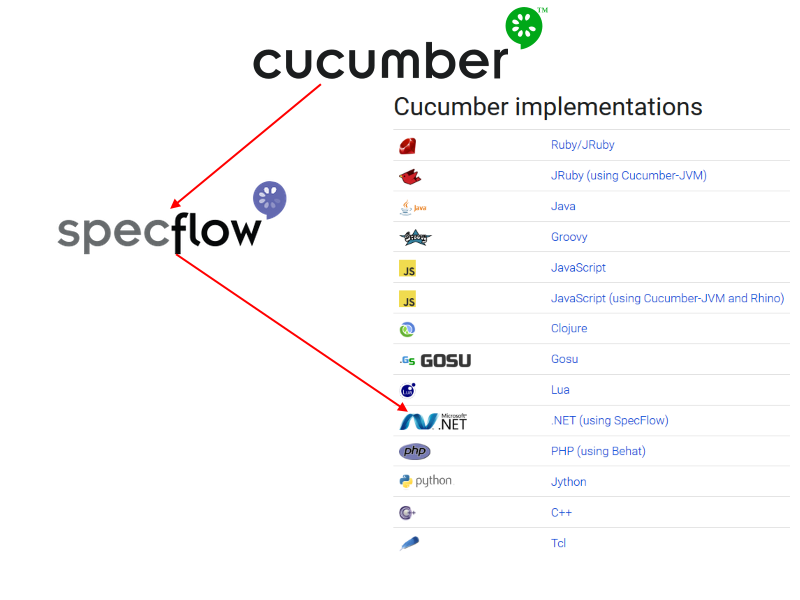 cucumber™
Cucumber implementations
Ruby/JRuby
JRuby (using Cucumber-JVM)
Java Java
Groovy
JS JavaScript
JS JavaScript (using Cucumber-JVM and Rhino)
specflow
Clojure
.GS GOSU Gosu
Lua Lua
Microsoft®
.NET .NET (using SpecFlow)
php PHP (using Behat)
python Jython
C++ C++
Tcl